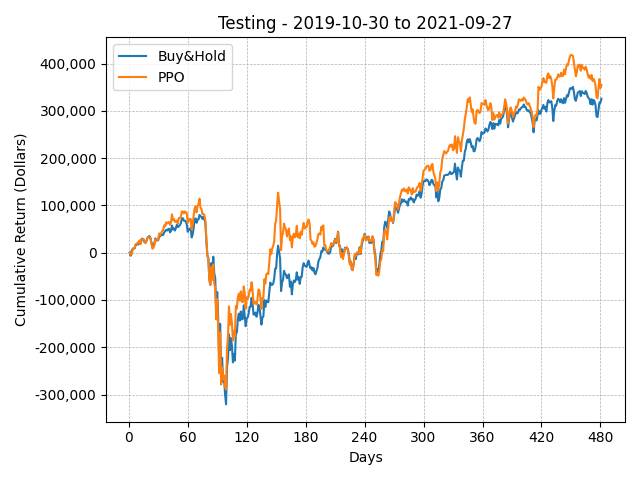 Testing - 2019-10-30 to 2021-09-27
Buy&Hold
PPO
Cumulative Return (Dollars)
400,000
300,000
200,000
100,000
0
-100,000
-200,000
-300,000
0 60 120 180 240 300 360 420 480
Days